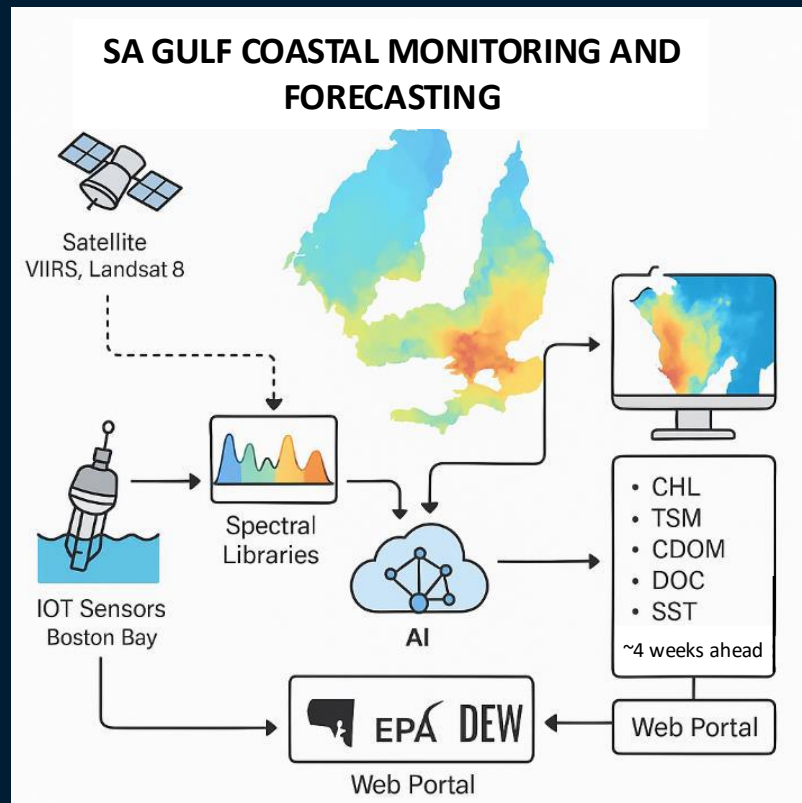 SA GULF COASTAL MONITORING AND
FORECASTING
Satellite
VIIRS, Landsat 8
Spectral
Libraries
IOT Sensors
Boston Bay
AI
• CHL
• TSM
• CDOM
• DOC
• SST
~4 weeks ahead
EPA DEW
Web Portal
Web Portal